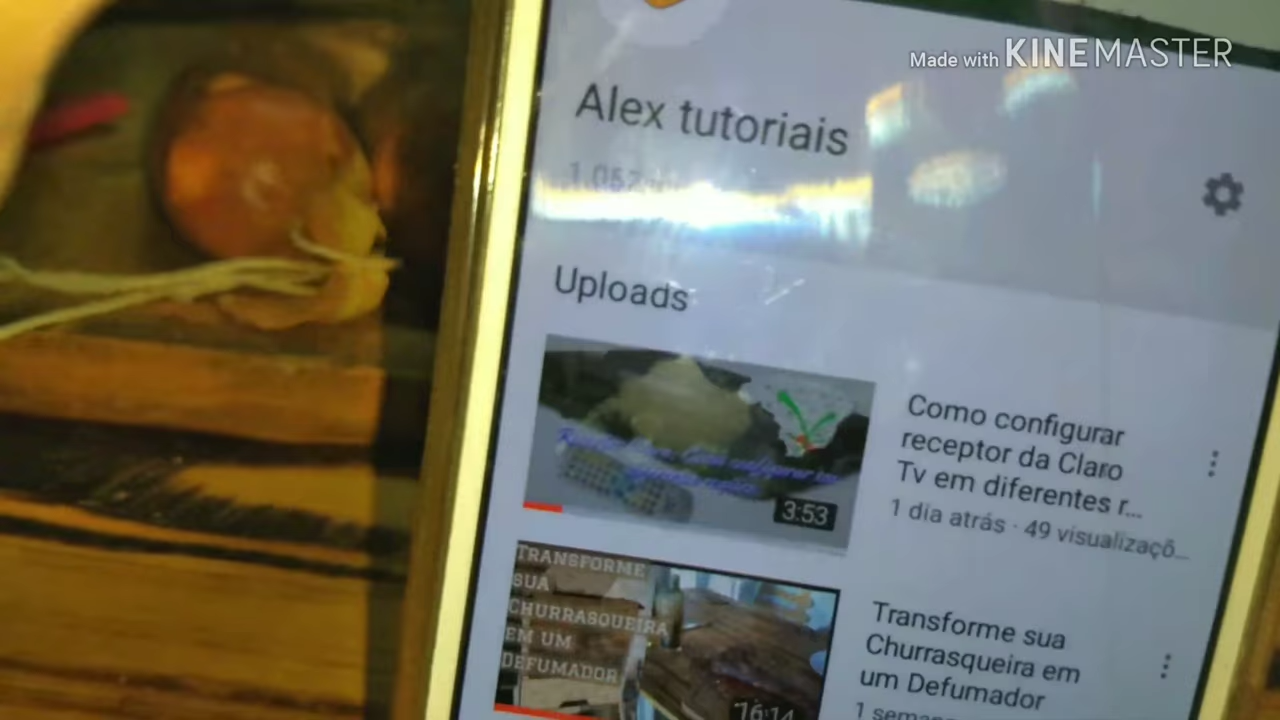 Made with KINEMASTER
Alex tutoriais
Uploads
Como configurar
receptor da Claro
Tv em diferentes r...
1 dia atrás · 49 visualizaçõ...
3:53
TRANSFORME
SUA
CHURRASQUEIRA
EM UM
DEFUMADOR
16:14
Transforme sua
Churrasqueira em
um Defumador